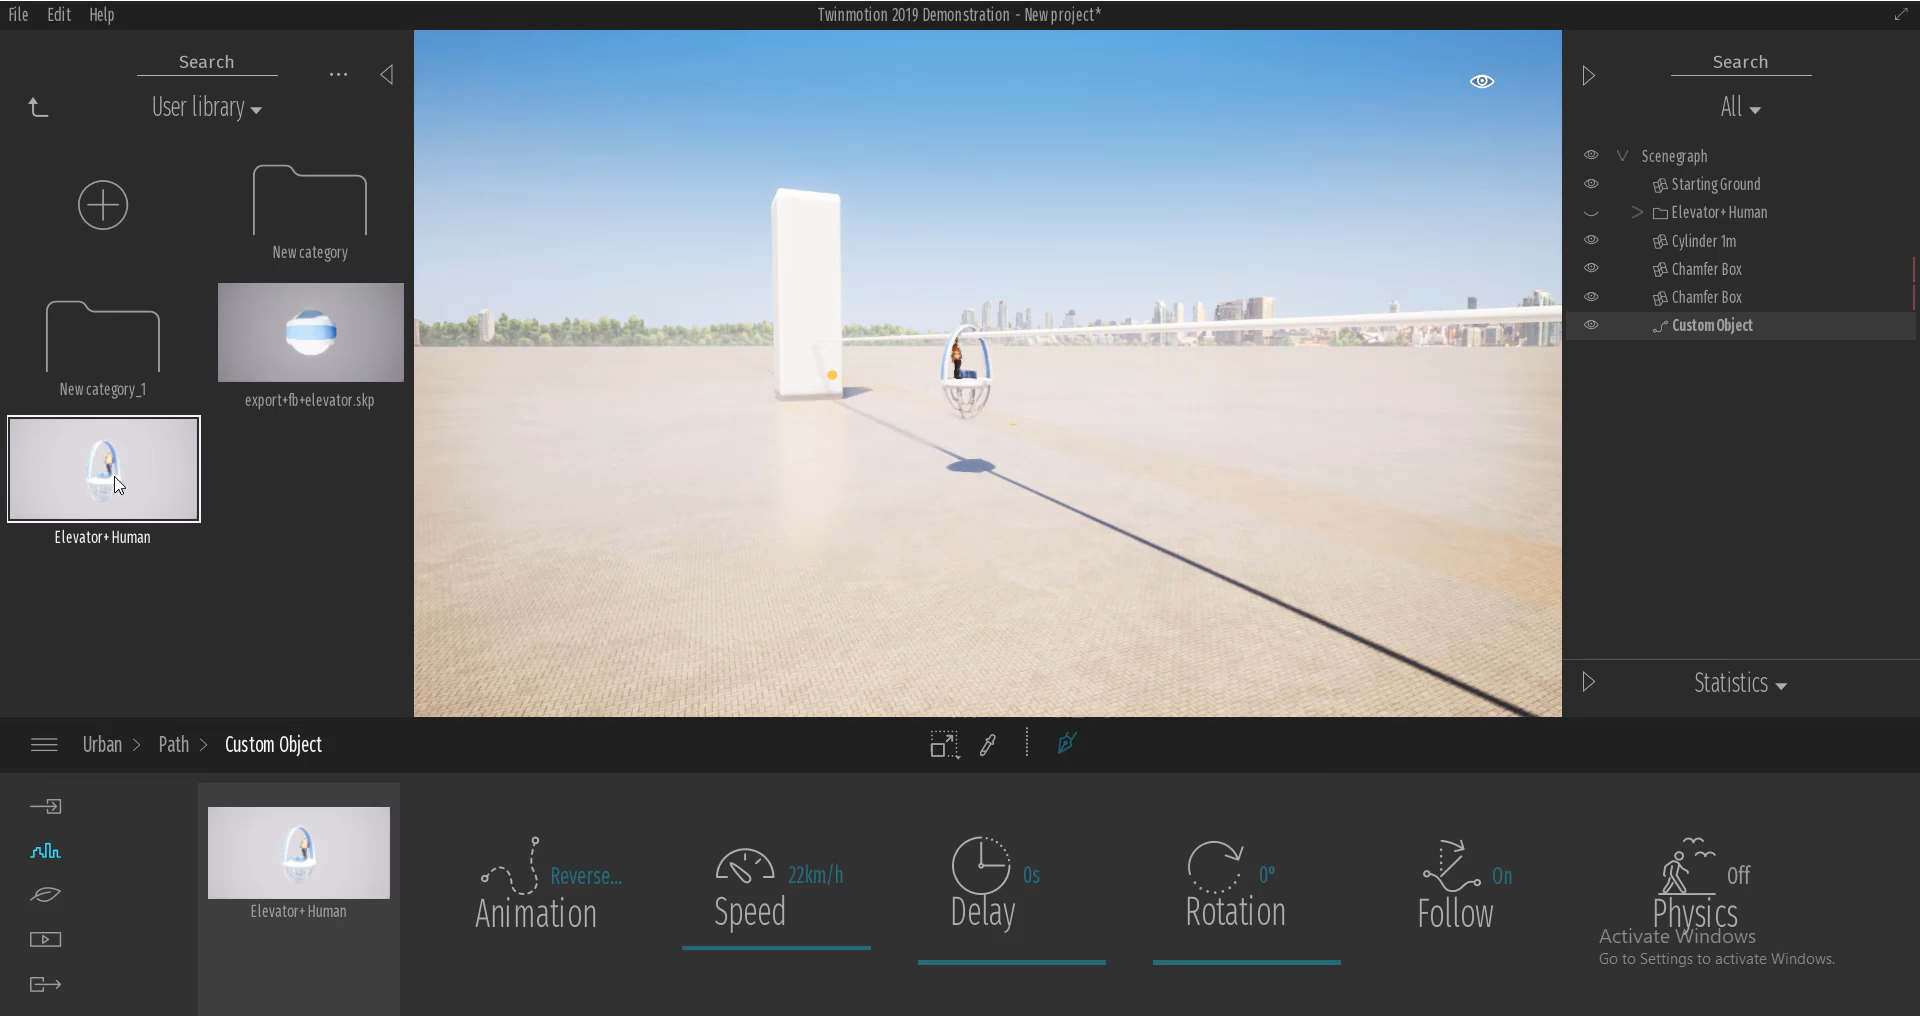 File Edit Help
Twinmotion 2019 Demonstration - New project*
Search
...
User library
New category
New category_1
export+fb+elevator.skp
Elevator+ Human
Search
All
Scenegraph
Starting Ground
Elevator+ Human
Cylinder 1m
Chamfer Box
Chamfer Box
Custom Object
Statistics
Urban > Path > Custom Object
Elevator+ Human
Reverse...
Animation
22km/h
Speed
0s
Delay
0°
Rotation
On
Follow
Off
Physics
Activate Windows
Go to Settings to activate Windows.